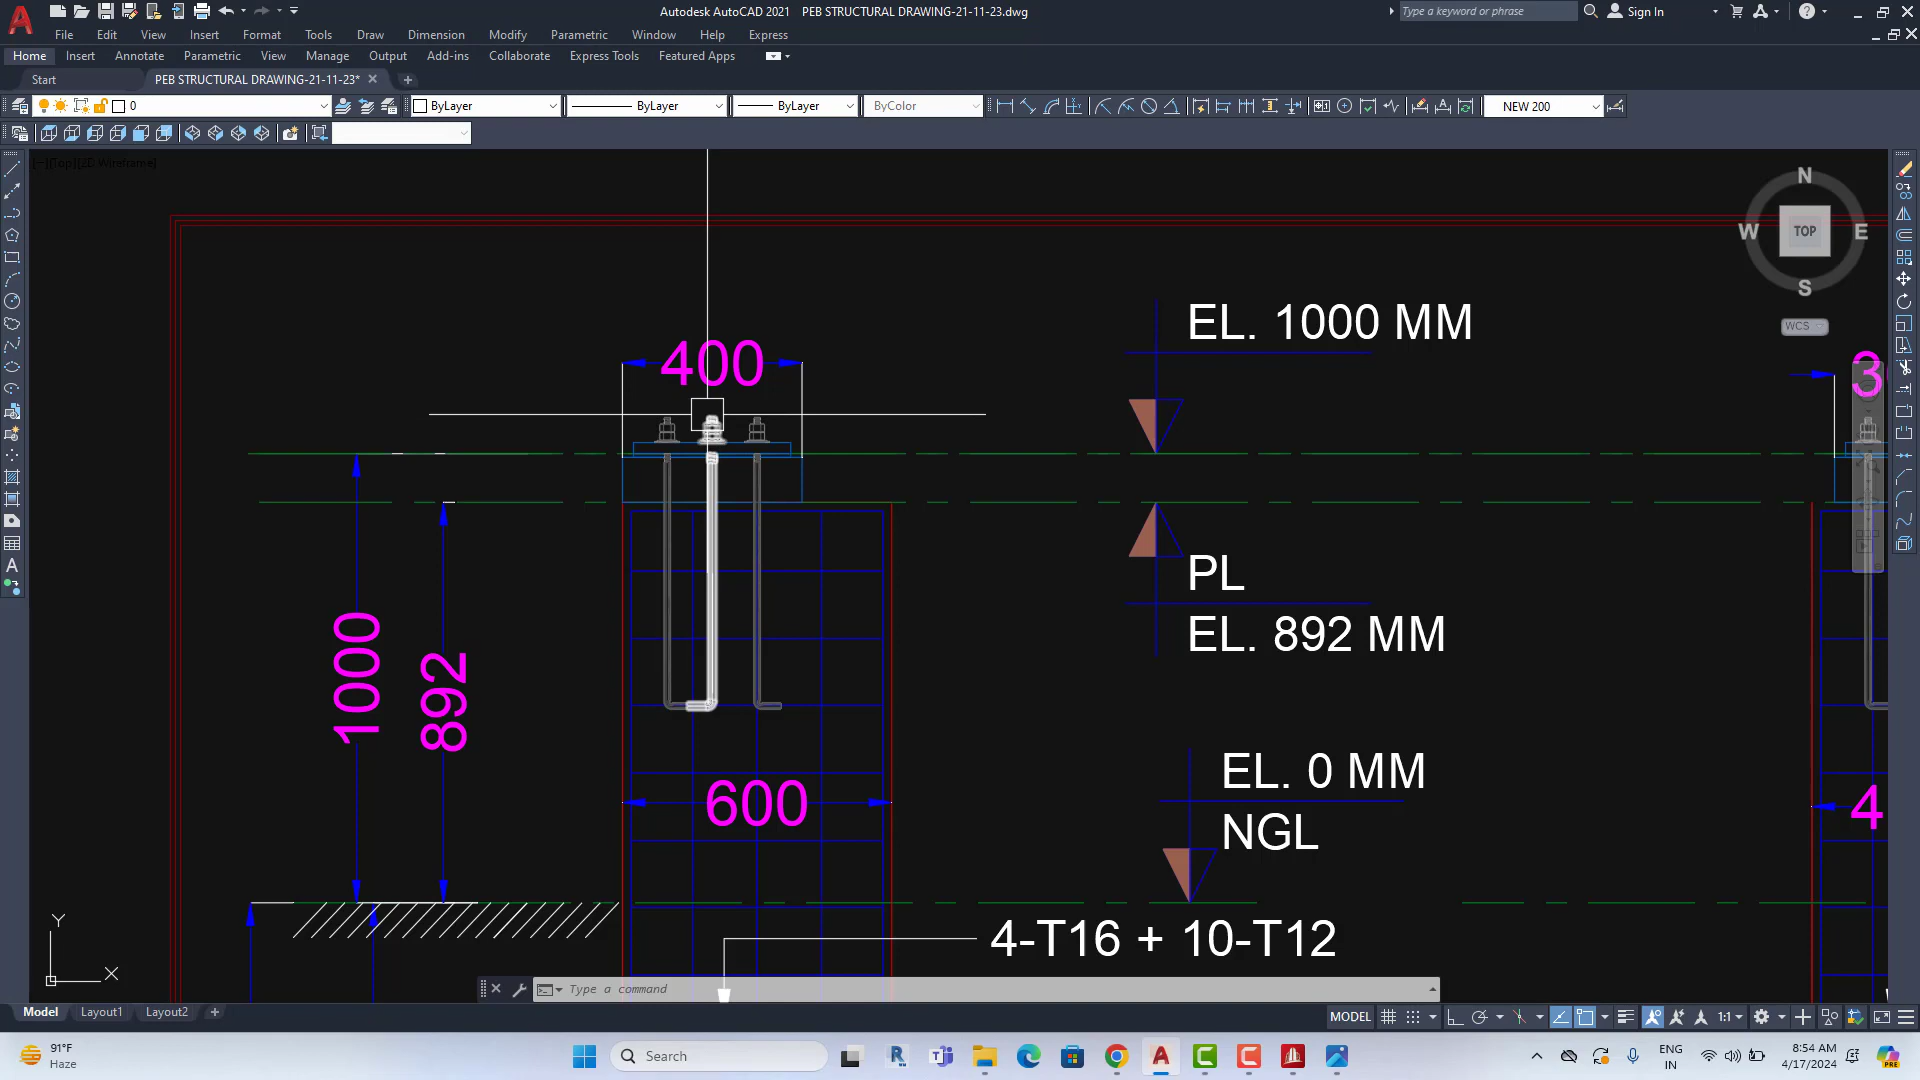 Autodesk AutoCAD 2021 PEB STRUCTURAL DRAWING-21-11-23.dwg
Type a keyword or phrase
Sign In
File Edit View Insert Format Tools Draw Dimension Modify Parametric Window Help Express
Home Insert Annotate Parametric View Manage Output Add-ins Collaborate Express Tools Featured Apps
Start
PEB STRUCTURAL DRAWING-21-11-23*
0
ByLayer
ByLayer
ByLayer
ByColor
NEW 200
[−][Top][2D Wireframe]
N
W
TOP
E
S
WCS
EL. 1000 MM
400
3
PL
EL. 892 MM
1000
892
EL. 0 MM
NGL
600
4
4-T16 + 10-T12
Y
X
Type a command
Model Layout1 Layout2
MODEL
1:1
91°F
Haze
Search
ENG
IN
8:54 AM
4/17/2024
PRE